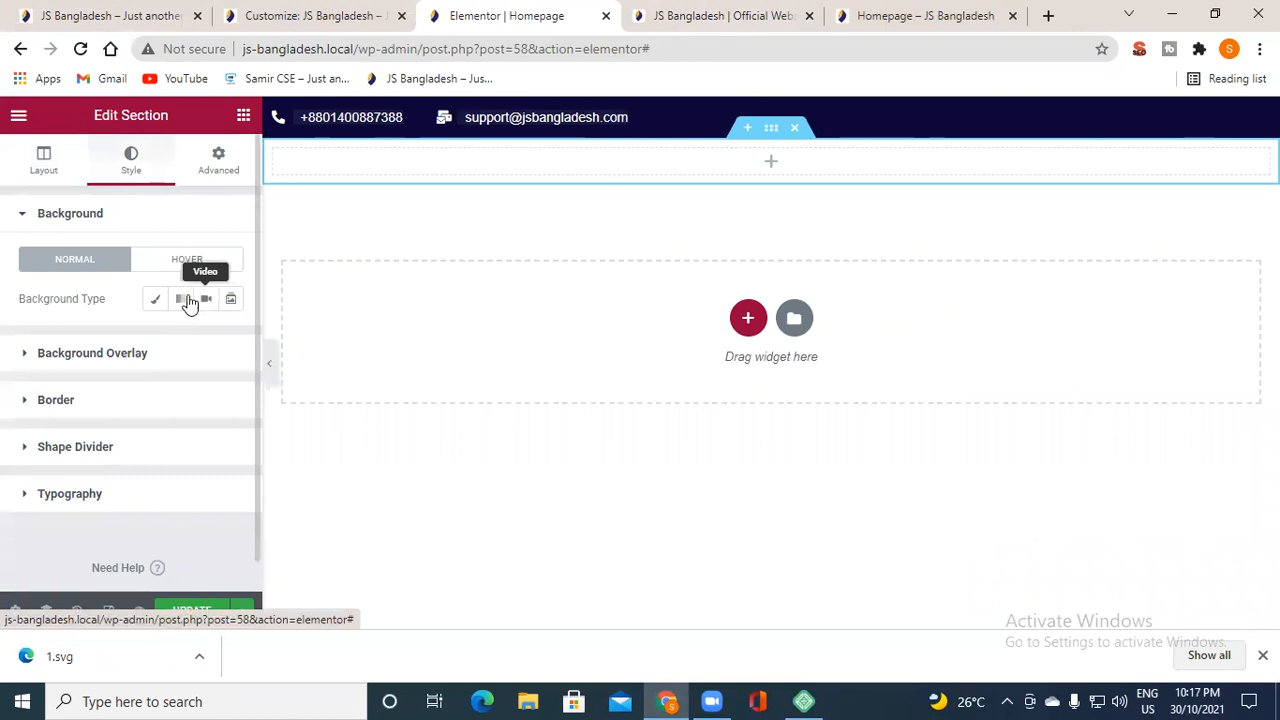 JS Bangladesh – Just anothe
Customize: JS Bangladesh – J
Elementor | Homepage
JS Bangladesh | Official Web
Homepage – JS Bangladesh
Not secure
js-bangladesh.local/wp-admin/post.php?post=58&action=elementor#
Apps
Gmail
YouTube
Samir CSE – Just an...
JS Bangladesh – Ju...
Reading list
Edit Section
+8801400887388
support@jsbangladesh.com
Layout
Style
Advanced
Background
NORMAL
HOVER
Video
Background Type
Background Overlay
Drag widget here
Border
Shape Divider
Typography
Need Help
UPDATE
js-bangladesh.local/wp-admin/post.php?post=58&action=elementor#
Activate Windows
Go to Settings to activate Windows.
1.svg
Show all
Type here to search
26°C
ENG
US
10:17 PM
30/10/2021